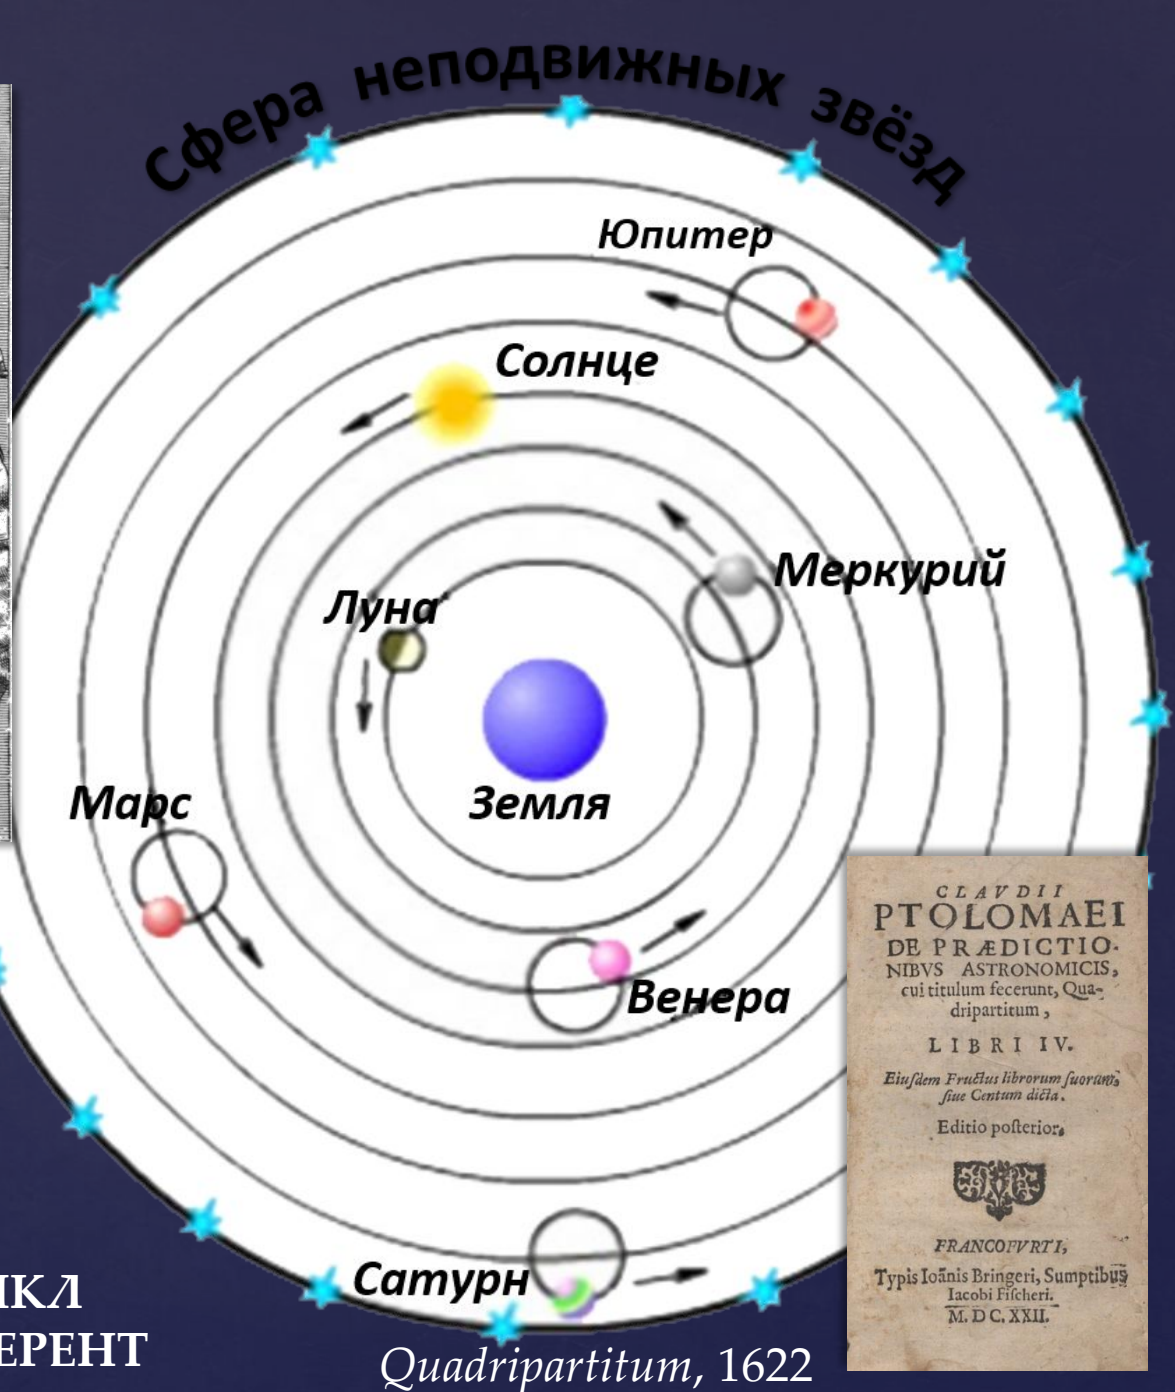 Сфера неподвижных звёзд
Юпитер
Солнце
Меркурий
Луна
Земля
Марс
Венера
Сатурн
CLAVDII
PTOLOMAEI
DE PRÆDICTIO-
NIBVS ASTRONOMICIS,
cui titulum fecerunt, Qua-
dripartitum,
LIBRI IV.
Eiuſdem Fructus librorum ſuorum,
ſiue Centum dicta.
Editio poſterior.
FRANCOFVRTI,
Typis Ioānis Bringeri, Sumptibus
Iacobi Fiſcheri.
M. DC. XXII.
Quadripartitum, 1622